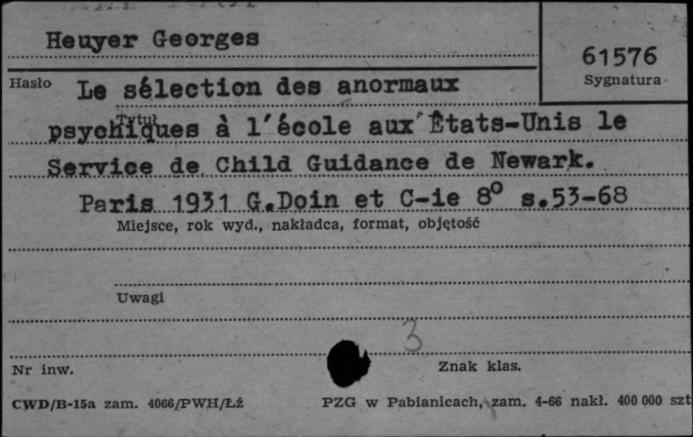 Heuyer Georges
61576
Hasło
Sygnatura
Le sélection des anormaux
Tytuł
psychiques à l'école aux États-Unis le
Service de Child Guidance de Newark.
Paris 1931 G.Doin et C-ie 8° s.53-68
Miejsce, rok wyd., nakładca, format, objętość
Uwagi
3
Nr inw.
Znak klas.
CWD/B-15a zam. 4066/PWH/Łź
PZG w Pabianicach, zam. 4-66 nakł. 400 000 szt